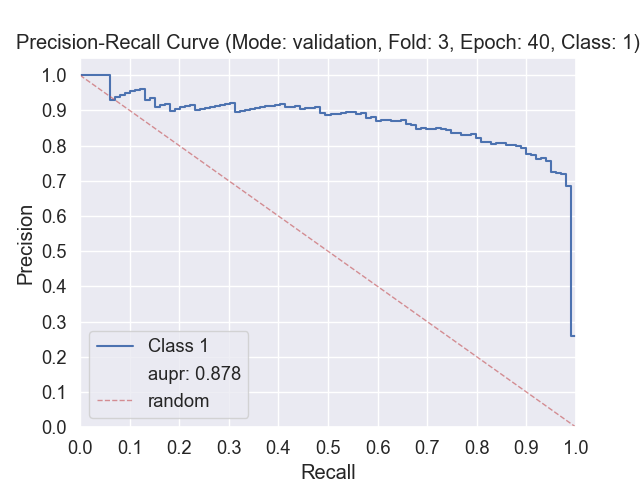 Precision-Recall Curve (Mode: validation, Fold: 3, Epoch: 40, Class: 1)
1.0
0.9
0.8
0.7
0.6
0.5
0.4
0.3
0.2
0.1
0.0
Precision
Class 1
aupr: 0.878
random
0.0 0.1 0.2 0.3 0.4 0.5 0.6 0.7 0.8 0.9 1.0
Recall